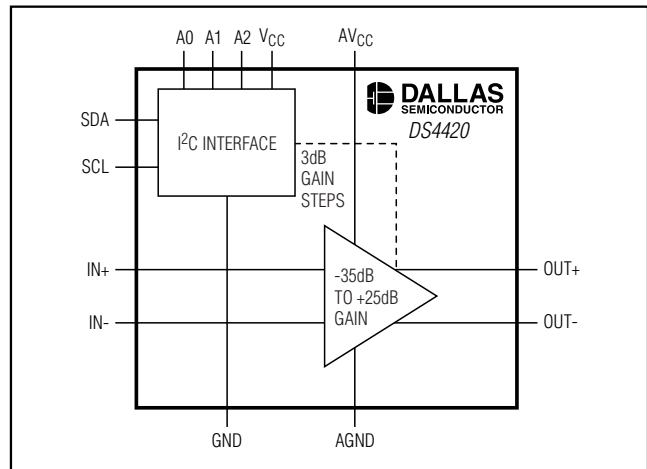 A0 A1 A2 VCC AVCC
DALLAS
SEMICONDUCTOR
DS4420
SDA
I2C INTERFACE
SCL
3dB
GAIN
STEPS
IN+
-35dB
TO +25dB
GAIN
OUT+
IN-
OUT-
GND AGND